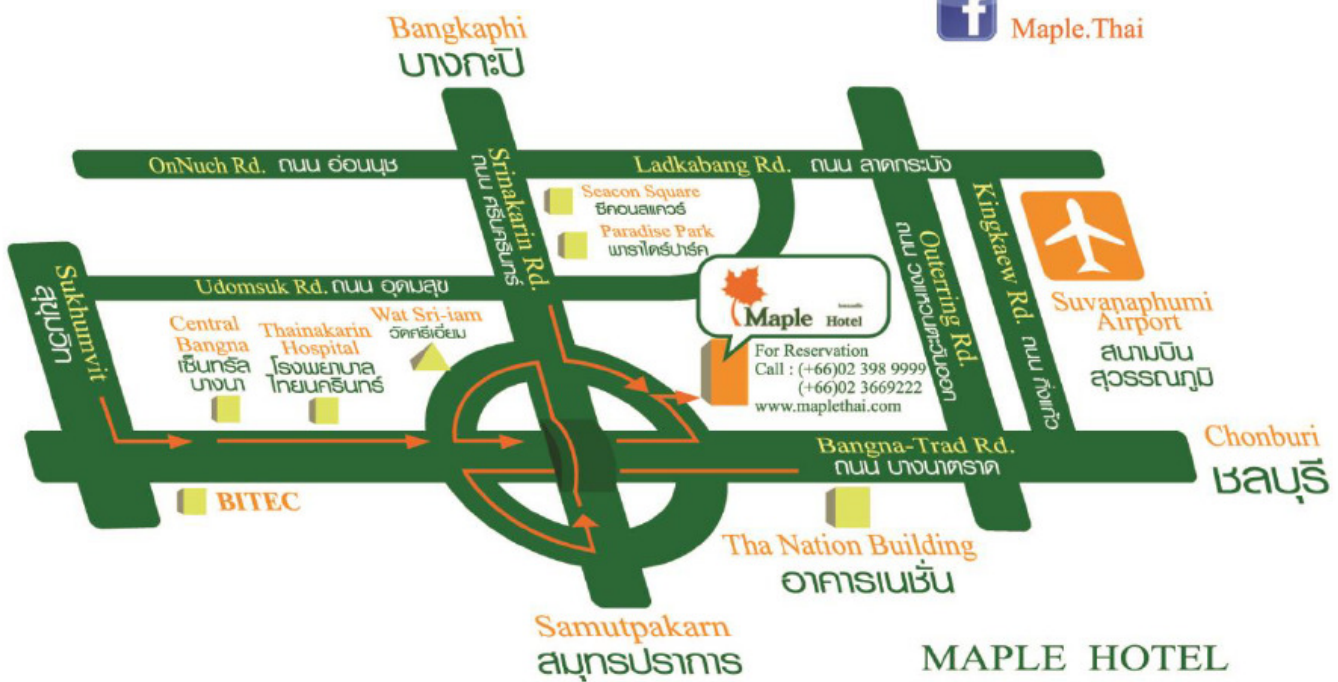 Maple.Thai
Bangkaphi
บางกะปิ
OnNuch Rd. ถนน อ่อนนุช
Ladkabang Rd. ถนน ลาดกระบัง
Srinakarin Rd.
ถนน ศรีนครินทร์
Seacon Square
ซีคอนสแควร์
Paradise Park
พาราไดร์ปาร์ค
Outerring Rd.
ถนน วงแหวนตะวันออก
Kingkaew Rd. ถนน กิ่งแก้ว
Suvanaphumi
Airport
สนามบิน
สุวรรณภูมิ
Sukhumvit
สุขุมวิท
Udomsuk Rd. ถนน อุดมสุข
Central
Bangna
เซ็นทรัล
บางนา
Thainakarin
Hospital
โรงพยาบาล
ไทยนครินทร์
Wat Sri-iam
วัดศรีเอี่ยม
Maple Hotel
For Reservation
Call : (+66)02 398 9999
(+66)02 3669222
www.maplethai.com
Bangna-Trad Rd.
ถนน บางนาตราด
Chonburi
ชลบุรี
BITEC
Tha Nation Building
อาคารเนชั่น
Samutpakarn
สมุทรปราการ
MAPLE HOTEL